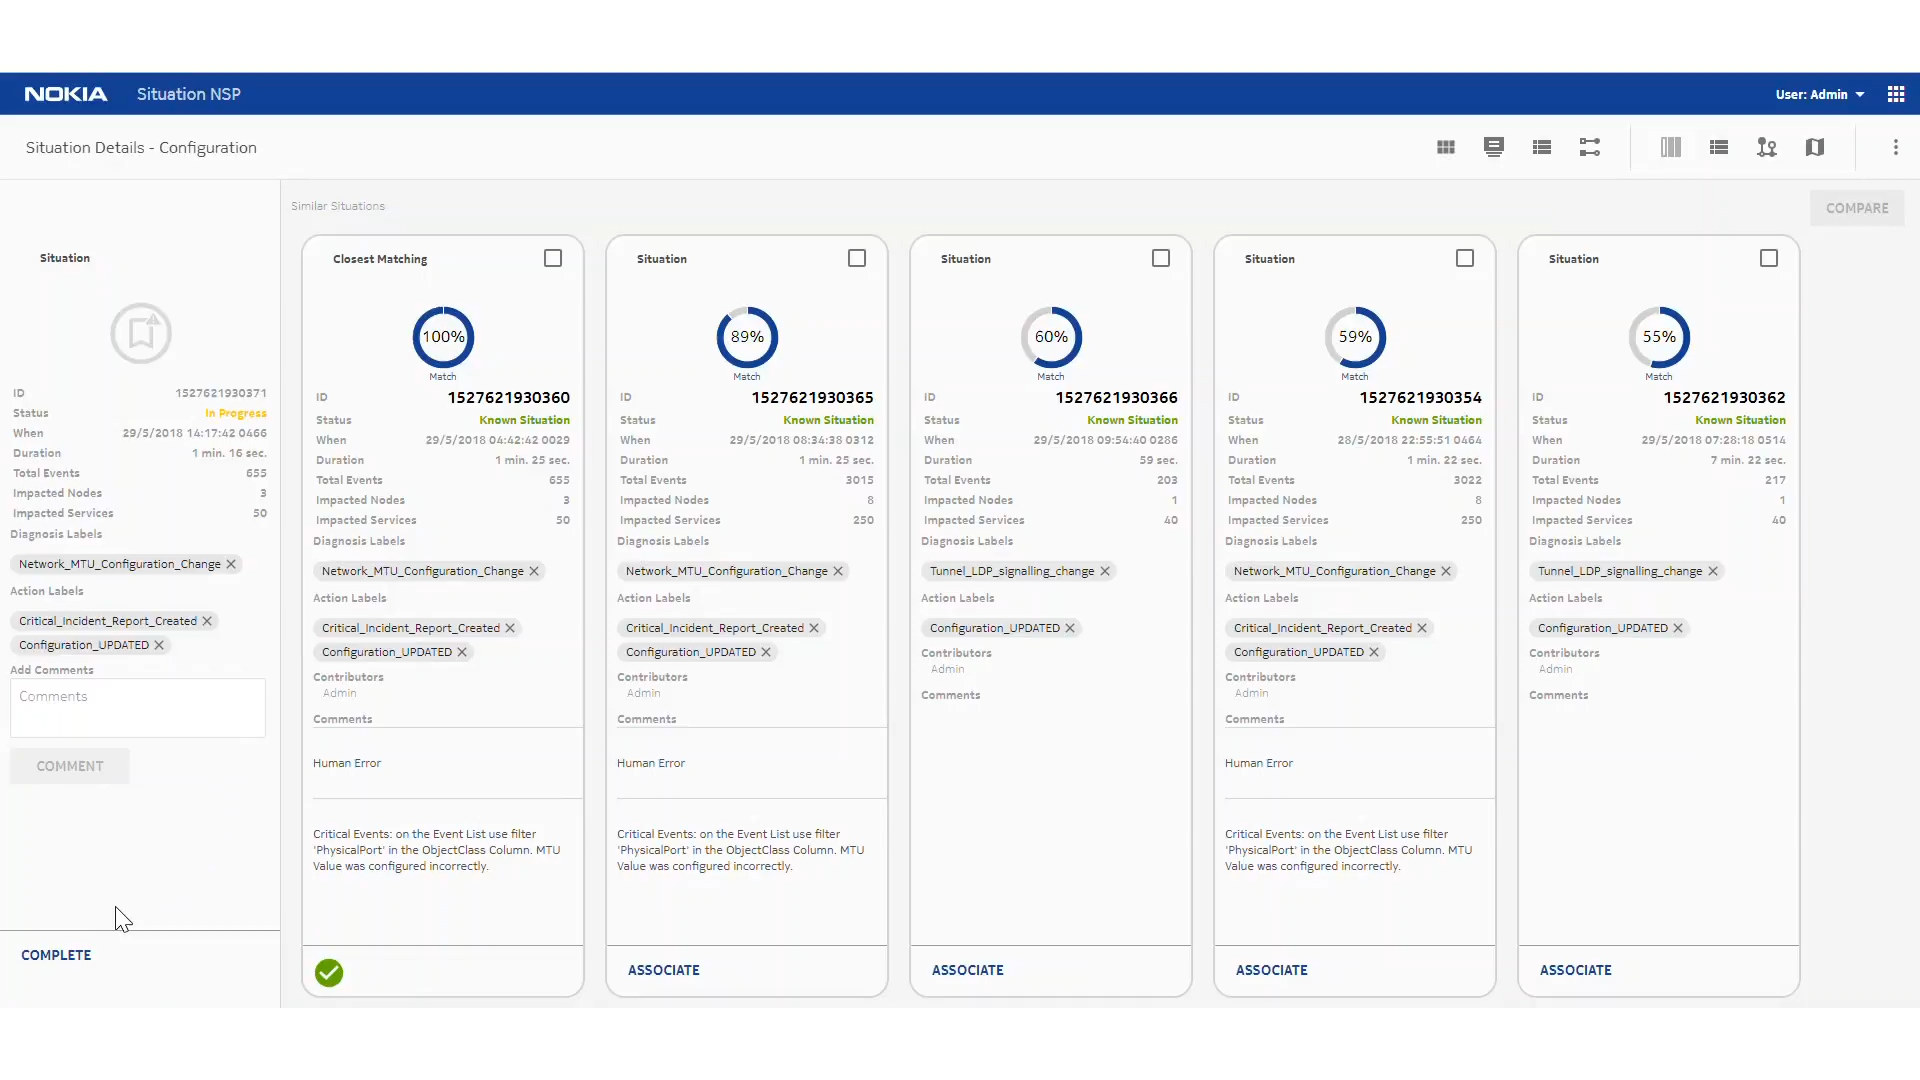 NOKIA Situation NSP User: Admin
Situation Details - Configuration
Similar Situations
COMPARE
Situation
ID 1527621930371
Status In Progress
When 29/5/2018 14:17:42 0466
Duration 1 min. 16 sec.
Total Events 655
Impacted Nodes 3
Impacted Services 50
Diagnosis Labels
Network_MTU_Configuration_Change
Action Labels
Critical_Incident_Report_Created
Configuration_UPDATED
Add Comments
Comments
COMMENT
COMPLETE
Closest Matching
100%
Match
ID 1527621930360
Status Known Situation
When 29/5/2018 04:42:42 0029
Duration 1 min. 25 sec.
Total Events 655
Impacted Nodes 3
Impacted Services 50
Diagnosis Labels
Network_MTU_Configuration_Change
Action Labels
Critical_Incident_Report_Created
Configuration_UPDATED
Contributors
Admin
Comments
Human Error
Critical Events: on the Event List use filter
'PhysicalPort' in the ObjectClass Column. MTU
Value was configured incorrectly.
Situation
89%
Match
ID 1527621930365
Status Known Situation
When 29/5/2018 08:34:38 0312
Duration 1 min. 25 sec.
Total Events 3015
Impacted Nodes 8
Impacted Services 250
Diagnosis Labels
Network_MTU_Configuration_Change
Action Labels
Critical_Incident_Report_Created
Configuration_UPDATED
Contributors
Admin
Comments
Human Error
Critical Events: on the Event List use filter
'PhysicalPort' in the ObjectClass Column. MTU
Value was configured incorrectly.
ASSOCIATE
Situation
60%
Match
ID 1527621930366
Status Known Situation
When 29/5/2018 09:54:40 0286
Duration 59 sec.
Total Events 203
Impacted Nodes 1
Impacted Services 40
Diagnosis Labels
Tunnel_LDP_signalling_change
Action Labels
Configuration_UPDATED
Contributors
Admin
Comments
ASSOCIATE
Situation
59%
Match
ID 1527621930354
Status Known Situation
When 28/5/2018 22:55:51 0464
Duration 1 min. 22 sec.
Total Events 3022
Impacted Nodes 8
Impacted Services 250
Diagnosis Labels
Network_MTU_Configuration_Change
Action Labels
Critical_Incident_Report_Created
Configuration_UPDATED
Contributors
Admin
Comments
Human Error
Critical Events: on the Event List use filter
'PhysicalPort' in the ObjectClass Column. MTU
Value was configured incorrectly.
ASSOCIATE
Situation
55%
Match
ID 1527621930362
Status Known Situation
When 29/5/2018 07:28:18 0514
Duration 7 min. 22 sec.
Total Events 217
Impacted Nodes 1
Impacted Services 40
Diagnosis Labels
Tunnel_LDP_signalling_change
Action Labels
Configuration_UPDATED
Contributors
Admin
Comments
ASSOCIATE